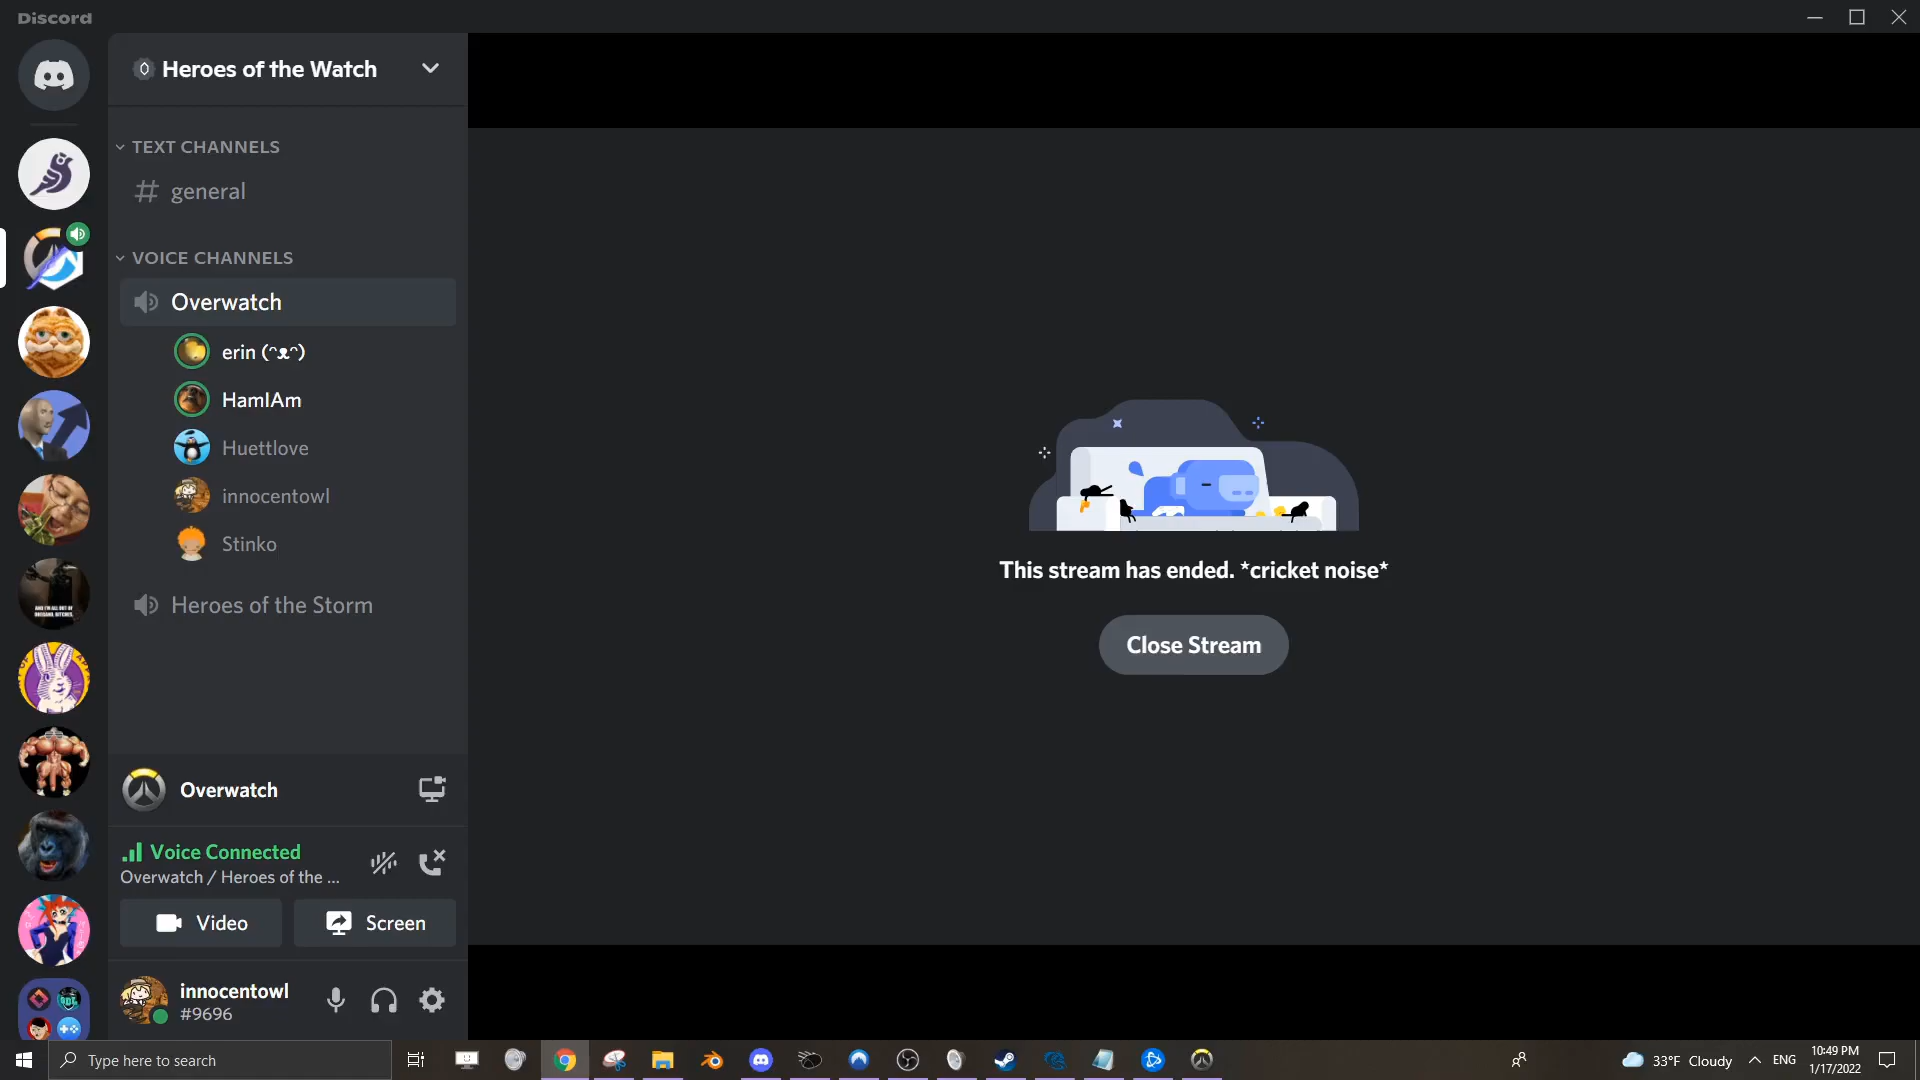 Discord
Heroes of the Watch
TEXT CHANNELS
# general
VOICE CHANNELS
Overwatch
erin (ᵔᴥᵔ)
HamIAm
Huettlove
innocentowl
Stinko
Heroes of the Storm
Overwatch
Voice Connected
Overwatch / Heroes of the ...
Video
Screen
innocentowl
#9696
This stream has ended. *cricket noise*
Close Stream
Type here to search
33°F Cloudy
ENG
10:49 PM
1/17/2022